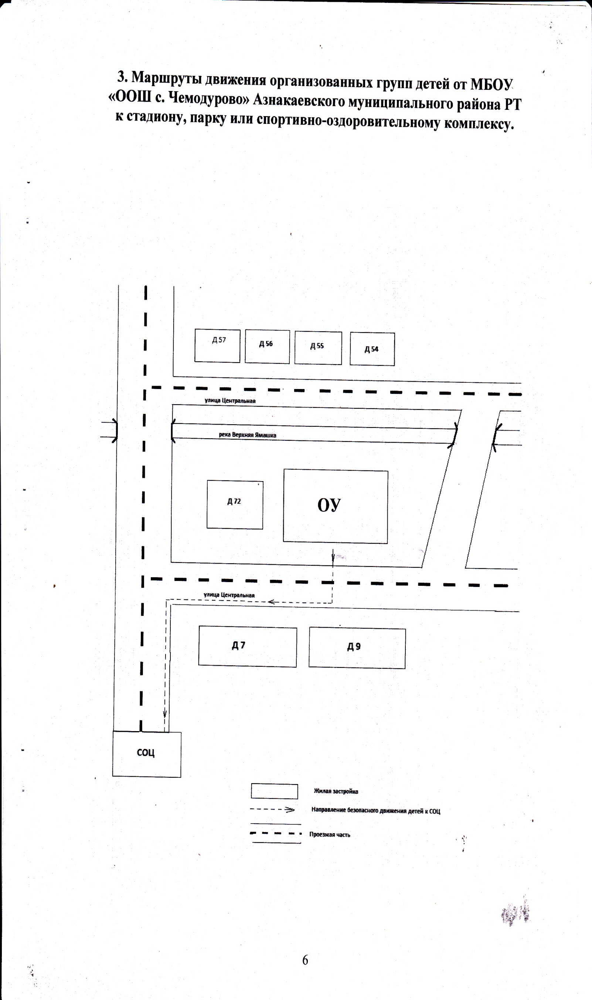 3. Маршруты движения организованных групп детей от МБОУ
«ООШ с. Чемодурово» Азнакаевского муниципального района РТ
к стадиону, парку или спортивно-оздоровительному комплексу.
Д 57
Д 56
Д 55
Д 54
улица Центральная
река Верхняя Ямашка
Д 72
ОУ
улица Центральная
Д 7
Д 9
СОЦ
Жилая застройка
Направление безопасного движения детей к СОЦ
Проезжая часть
6